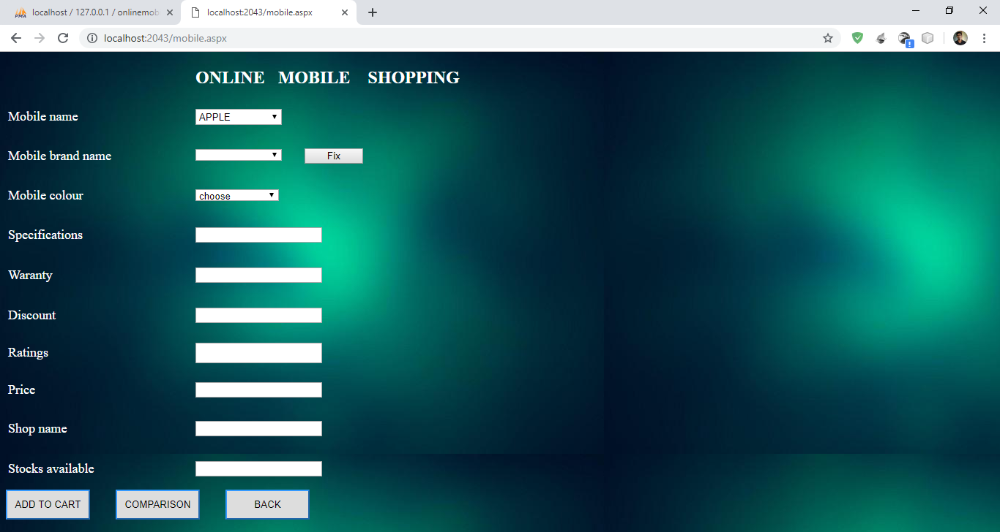 PMA localhost / 127.0.0.1 / onlinemob
localhost:2043/mobile.aspx
localhost:2043/mobile.aspx
ONLINE MOBILE SHOPPING
Mobile name APPLE
Mobile brand name Fix
Mobile colour choose
Specifications
Waranty
Discount
Ratings
Price
Shop name
Stocks available
ADD TO CART COMPARISON BACK